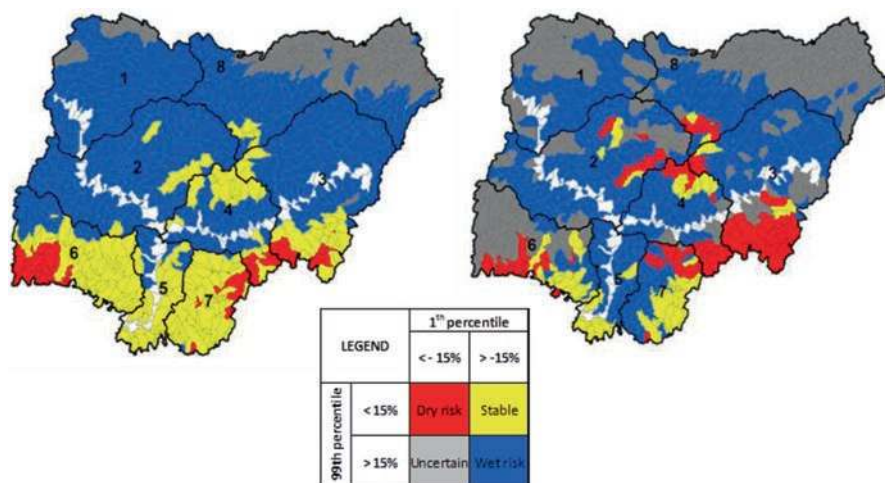 1
8
2
3
4
6
5
7
1
8
2
3
4
6
5
7
1th percentile
LEGEND
<- 15%
> -15%
99th percentile
< 15%
Dry risk
Stable
> 15%
Uncertain
Wet risk